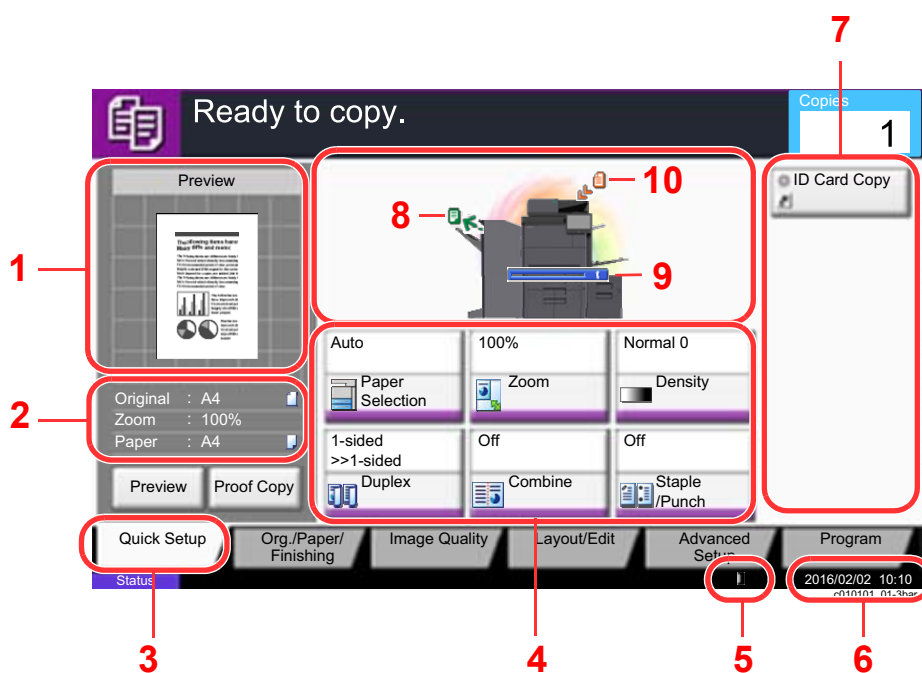 7
Ready to copy.
Copies
1
Preview
10
ID Card Copy
8
1
9
Auto
100%
Normal 0
Paper
Selection
Zoom
Density
Original : A4
Zoom : 100%
Paper : A4
2
1-sided
>>1-sided
Off
Off
Duplex
Combine
Staple
/Punch
Preview
Proof Copy
Quick Setup
Org./Paper/
Finishing
Image Quality
Layout/Edit
Advanced
Setup
Program
Status
2016/02/02 10:10
c010101_01-3bar
3
4
5
6